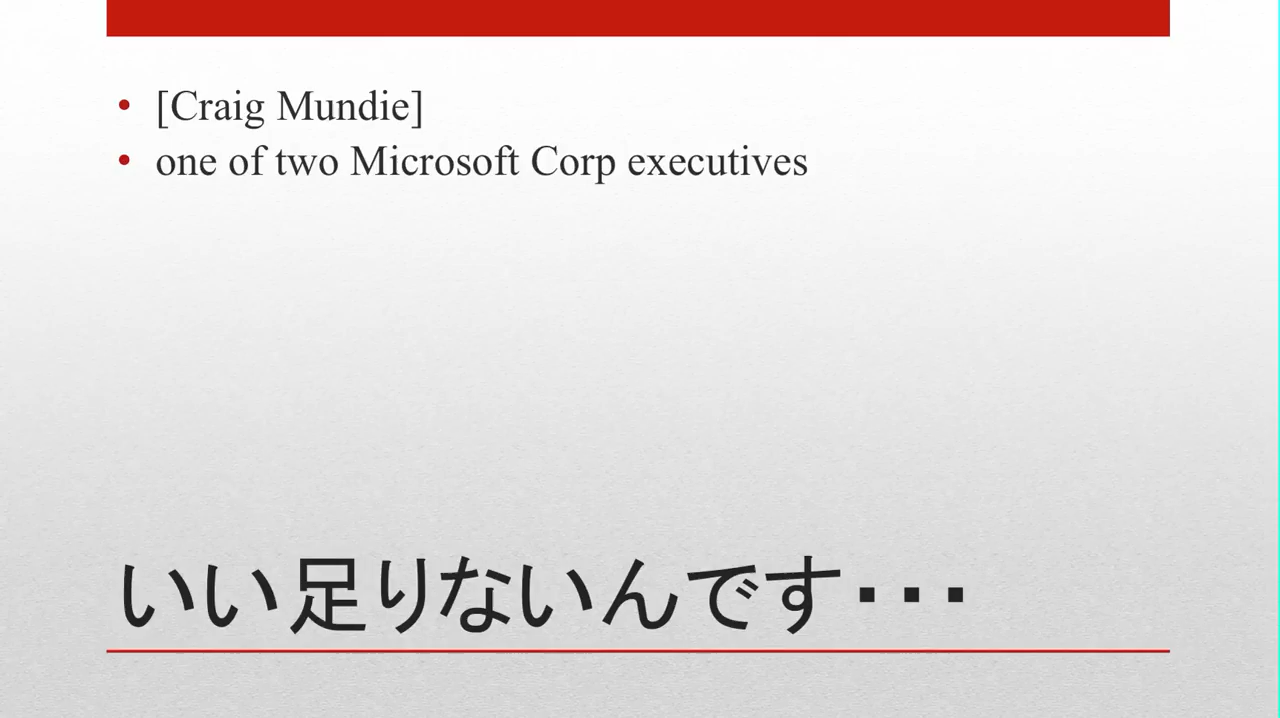 • [Craig Mundie]
• one of two Microsoft Corp executives
いい足りないんです・・・